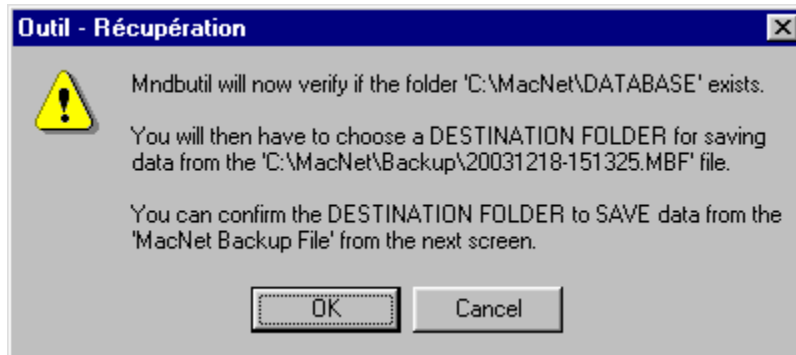 Outil - Récupération
Mndbutil will now verify if the folder 'C:\MacNet\DATABASE' exists.
You will then have to choose a DESTINATION FOLDER for saving
data from the 'C:\MacNet\Backup\20031218-151325.MBF' file.
You can confirm the DESTINATION FOLDER to SAVE data from the
'MacNet Backup File' from the next screen.
OK
Cancel